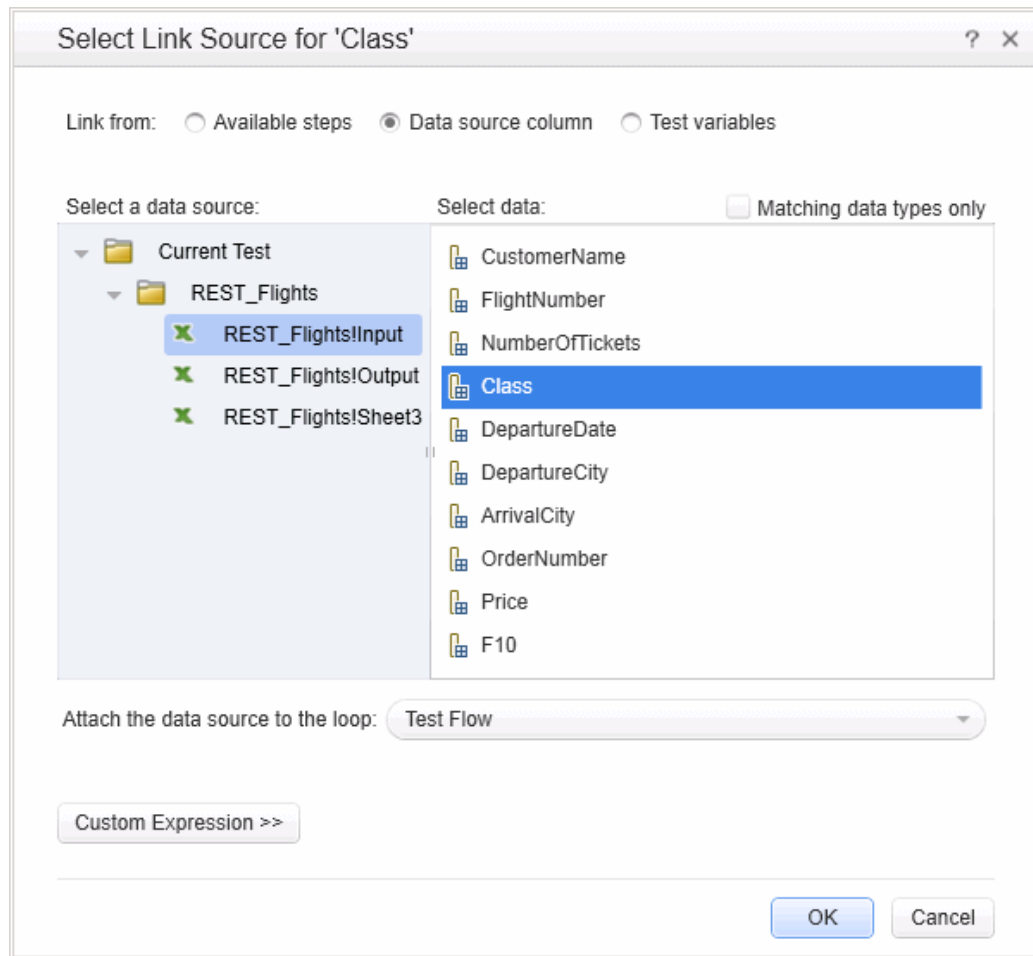 Select Link Source for 'Class' ? ×
Link from: Available steps Data source column Test variables
Select a data source: Select data: Matching data types only
Current Test
REST_Flights
REST_Flights!Input
REST_Flights!Output
REST_Flights!Sheet3
CustomerName
FlightNumber
NumberOfTickets
Class
DepartureDate
DepartureCity
ArrivalCity
OrderNumber
Price
F10
Attach the data source to the loop: Test Flow
Custom Expression >>
OK Cancel